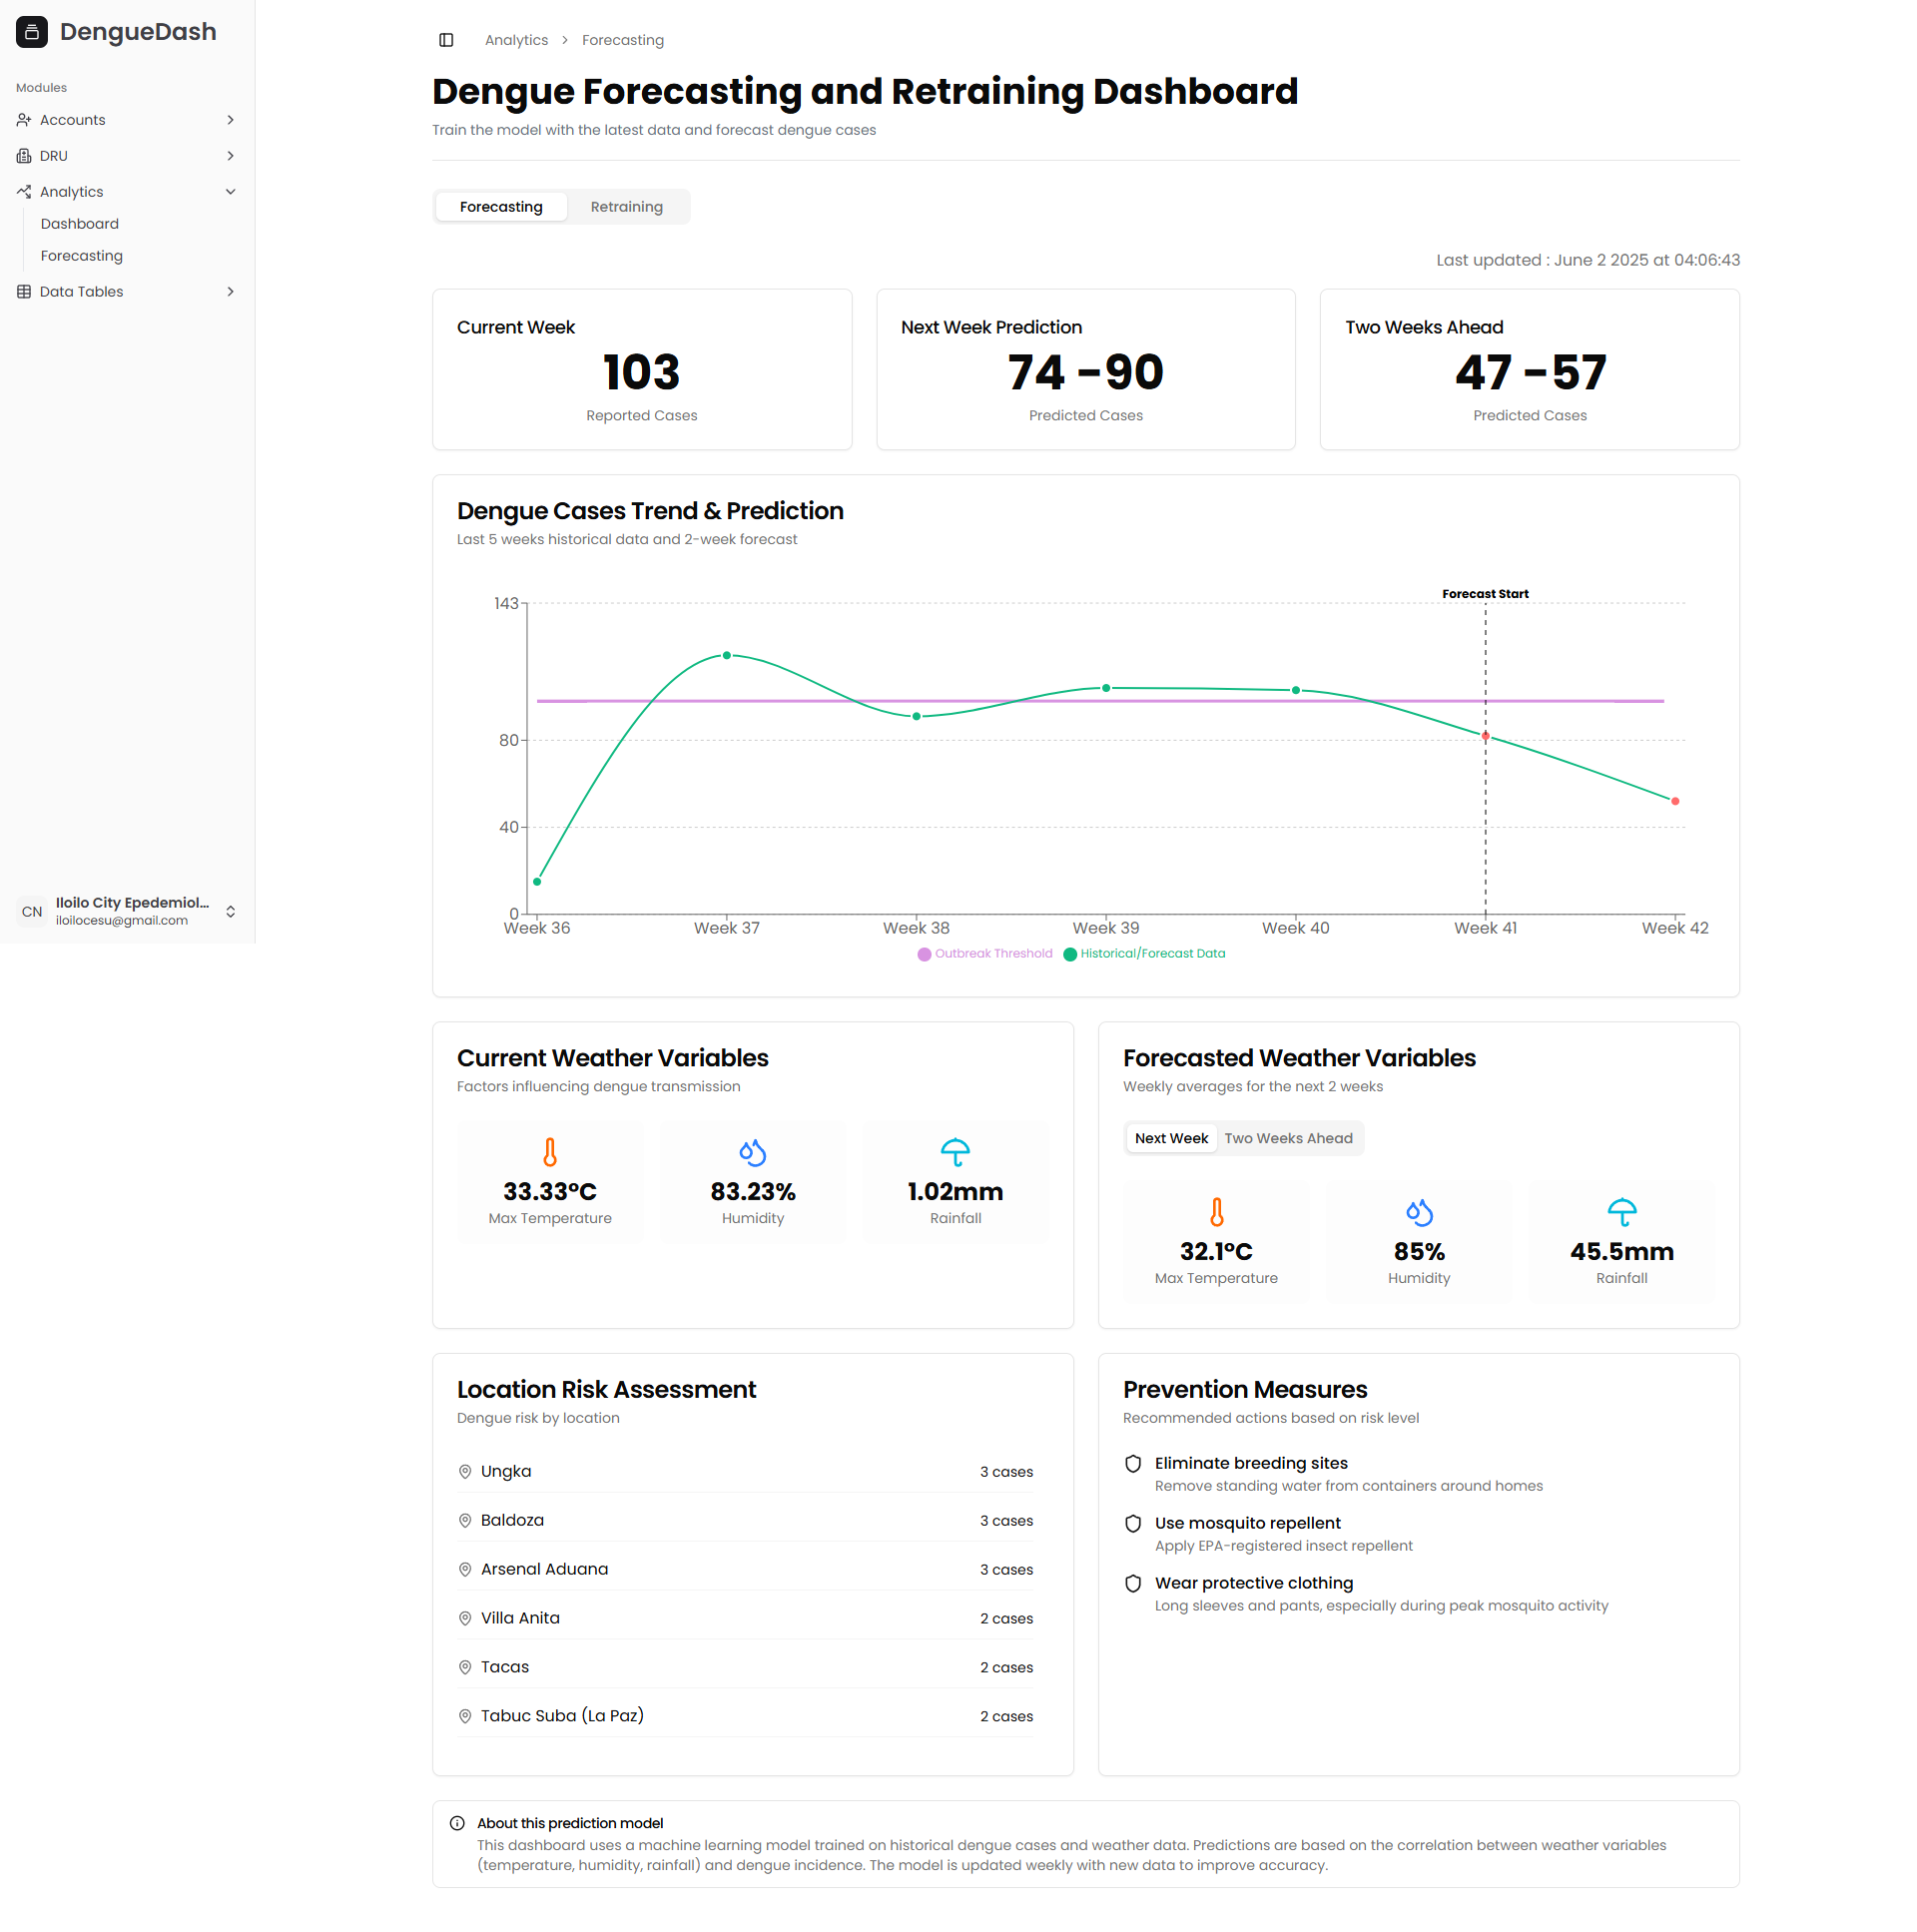 DengueDash
Modules
Accounts
DRU
Analytics
Dashboard
Forecasting
Data Tables
CN
Iloilo City Epedemiol...
iloilocesu@gmail.com
Analytics > Forecasting
Dengue Forecasting and Retraining Dashboard
Train the model with the latest data and forecast dengue cases
Forecasting Retraining
Last updated : June 2 2025 at 04:06:43
Current Week
103
Reported Cases
Next Week Prediction
74 -90
Predicted Cases
Two Weeks Ahead
47 -57
Predicted Cases
Dengue Cases Trend & Prediction
Last 5 weeks historical data and 2-week forecast
Forecast Start
143
80
40
0
Week 36 Week 37 Week 38 Week 39 Week 40 Week 41 Week 42
Outbreak Threshold Historical/Forecast Data
Current Weather Variables
Factors influencing dengue transmission
33.33°C
Max Temperature
83.23%
Humidity
1.02mm
Rainfall
Forecasted Weather Variables
Weekly averages for the next 2 weeks
Next Week Two Weeks Ahead
32.1°C
Max Temperature
85%
Humidity
45.5mm
Rainfall
Location Risk Assessment
Dengue risk by location
Ungka 3 cases
Baldoza 3 cases
Arsenal Aduana 3 cases
Villa Anita 2 cases
Tacas 2 cases
Tabuc Suba (La Paz) 2 cases
Prevention Measures
Recommended actions based on risk level
Eliminate breeding sites
Remove standing water from containers around homes
Use mosquito repellent
Apply EPA-registered insect repellent
Wear protective clothing
Long sleeves and pants, especially during peak mosquito activity
About this prediction model
This dashboard uses a machine learning model trained on historical dengue cases and weather data. Predictions are based on the correlation between weather variables
(temperature, humidity, rainfall) and dengue incidence. The model is updated weekly with new data to improve accuracy.